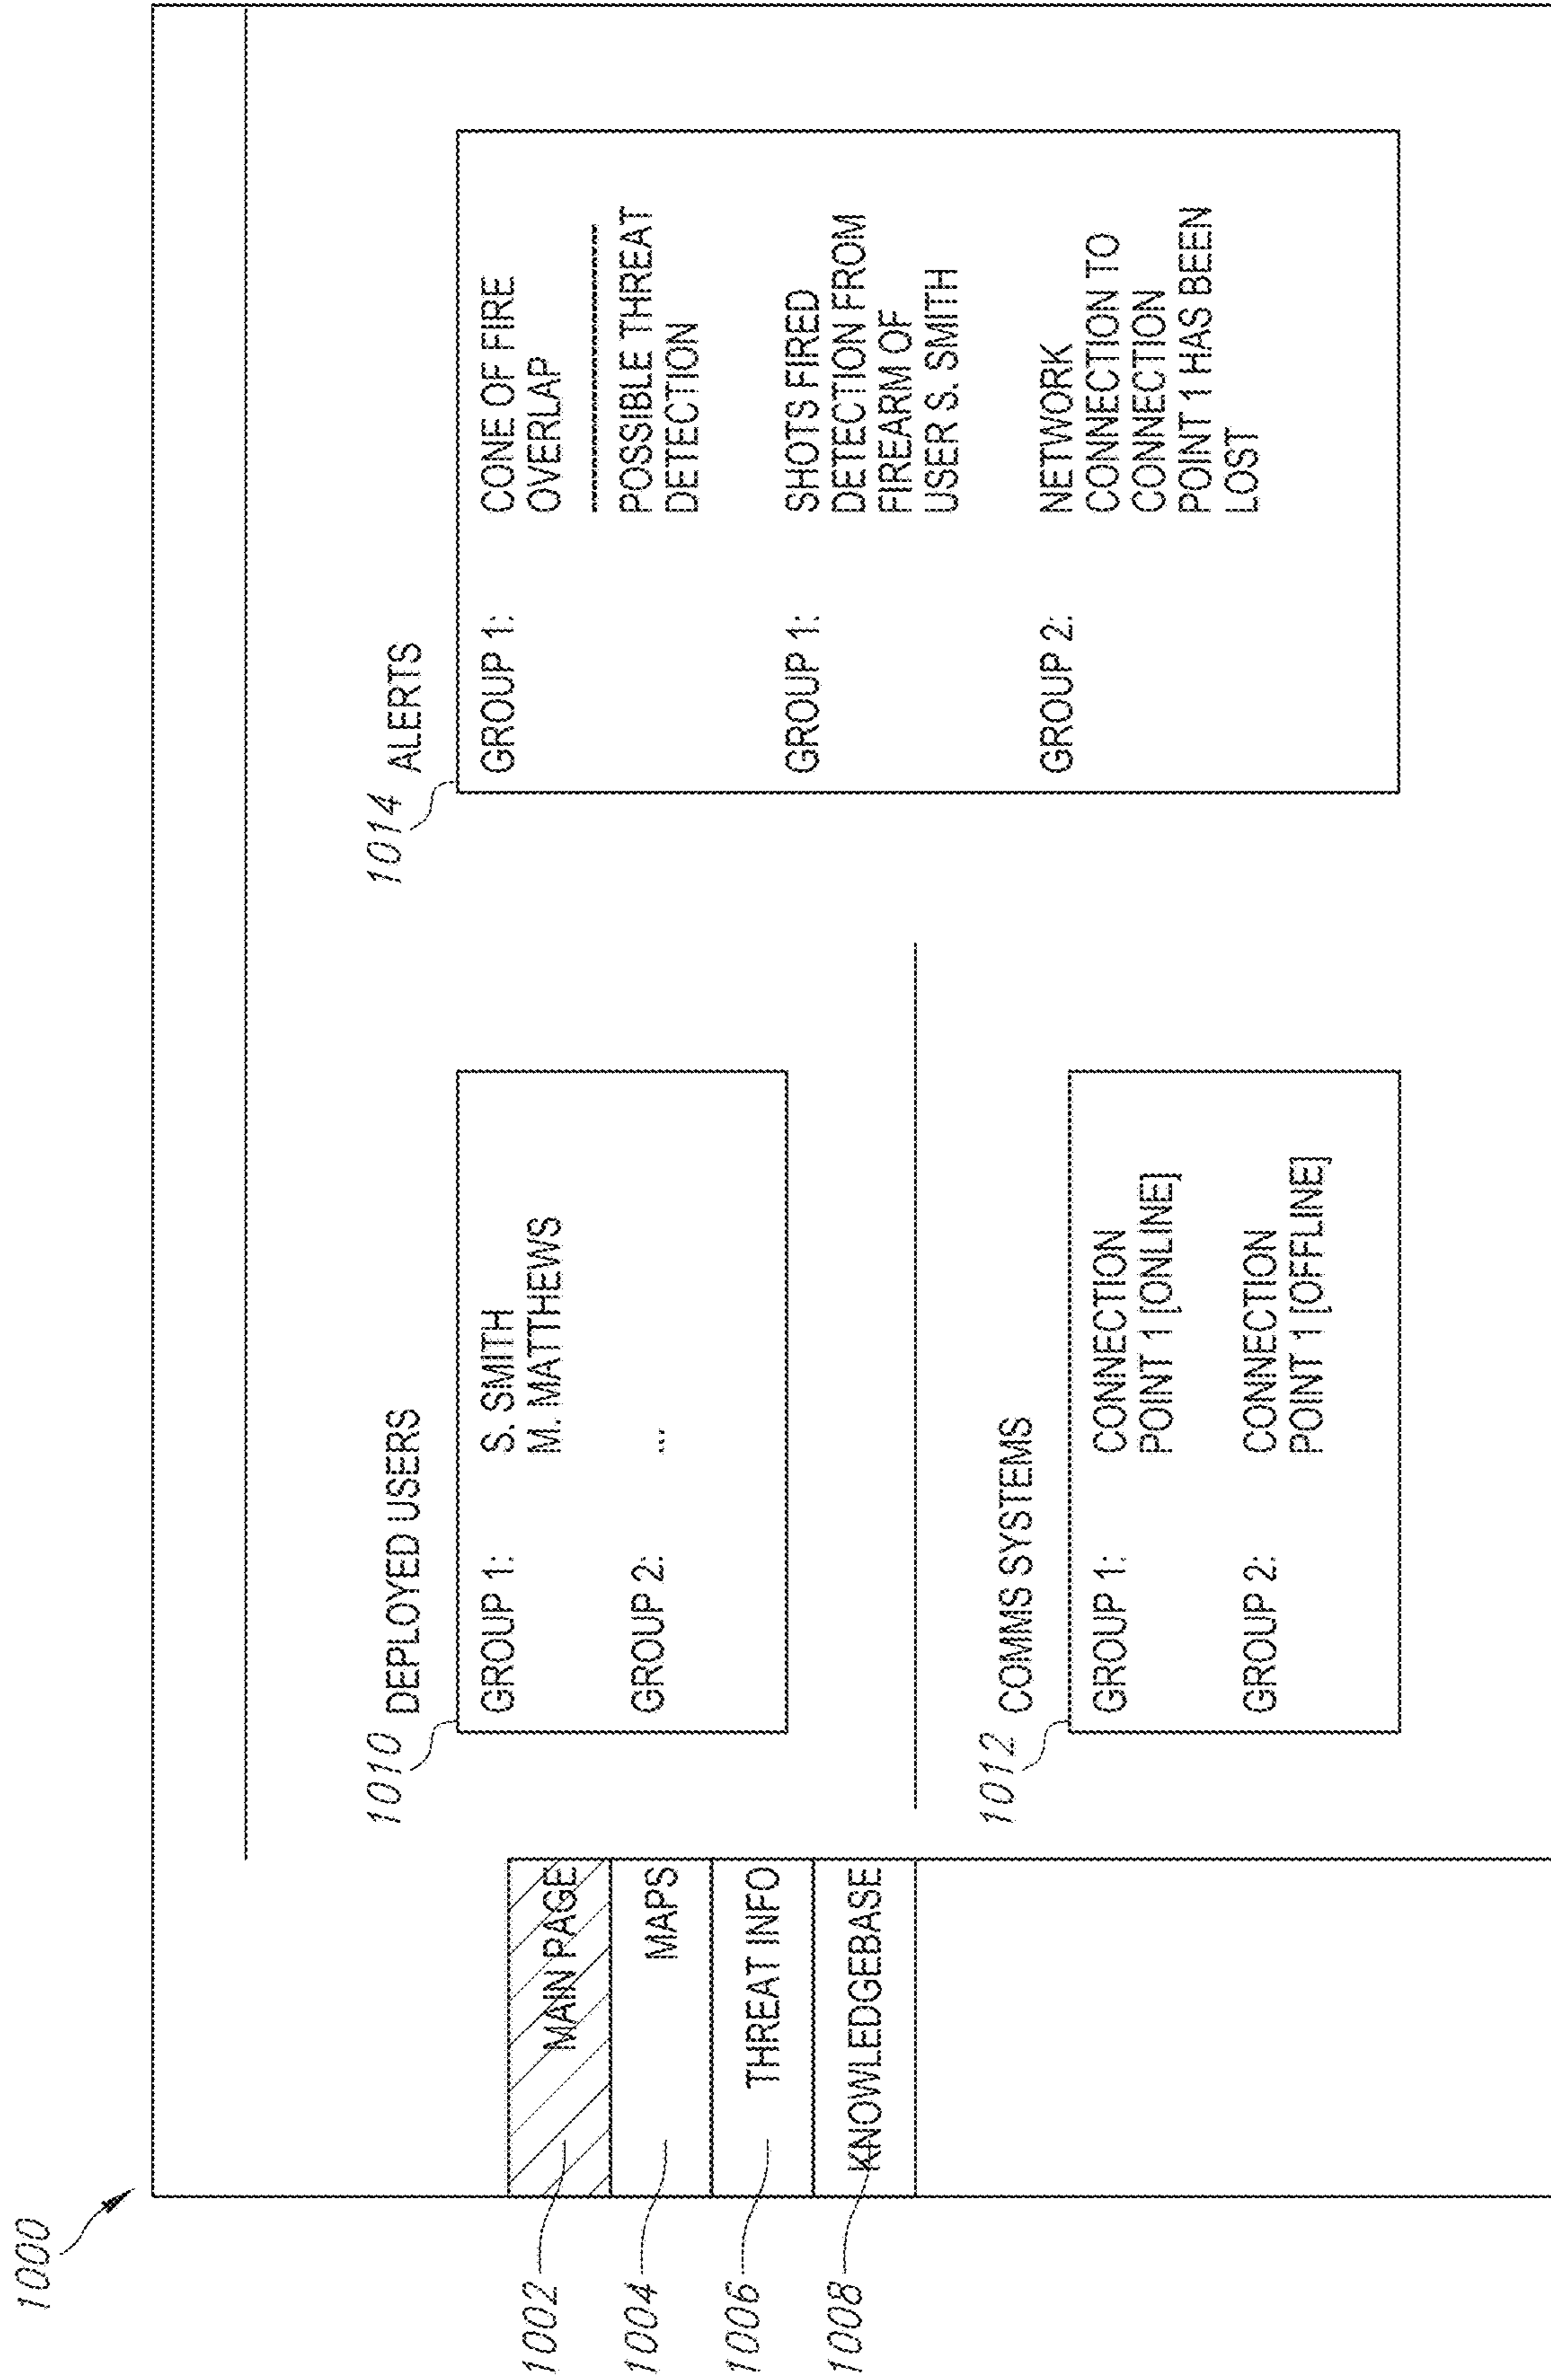 1000
1002
MAIN PAGE
1004
MAPS
1006
THREAT INFO
1008
KNOWLEDGEBASE
1010
DEPLOYED USERS
GROUP 1: S. SMITH
M. MATTHEWS
GROUP 2: ...
1012
COMMS SYSTEMS
GROUP 1: CONNECTION
POINT 1 [ONLINE]
GROUP 2: CONNECTION
POINT 1 [OFFLINE]
1014
ALERTS
GROUP 1: CONE OF FIRE
OVERLAP
POSSIBLE THREAT
DETECTION
GROUP 1: SHOTS FIRED
DETECTION FROM
FIREARM OF
USER S. SMITH
GROUP 2: NETWORK
CONNECTION TO
CONNECTION
POINT 1 HAS BEEN
LOST